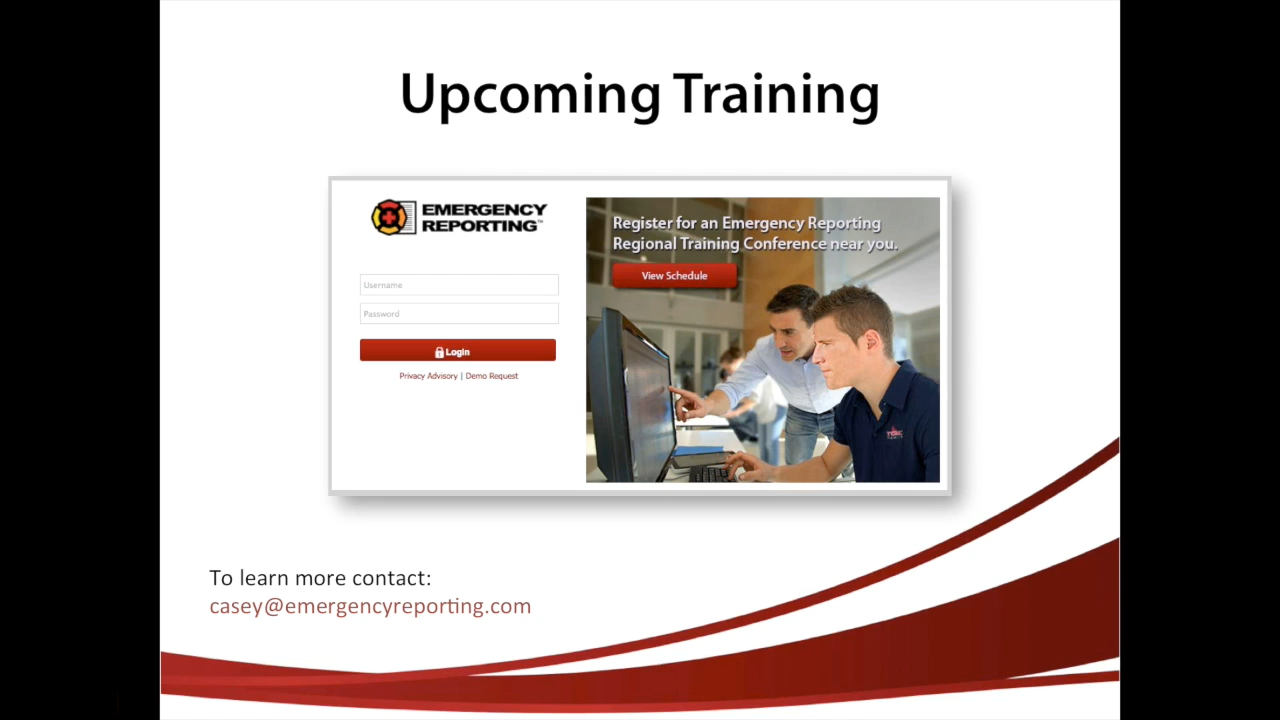 Upcoming Training
EMERGENCY
REPORTING™
Register for an Emergency Reporting
Regional Training Conference near you.
View Schedule
Username
Password
Login
Privacy Advisory | Demo Request
To learn more contact:
casey@emergencyreporting.com